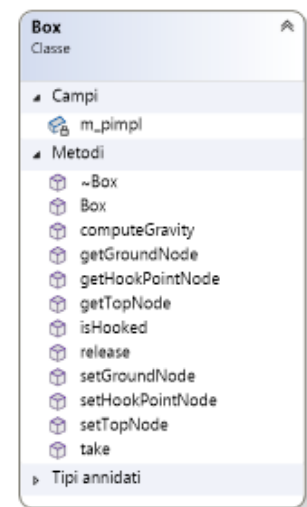 Box
Classe
Campi
m_pimpl
Metodi
~Box
Box
computeGravity
getGroundNode
getHookPointNode
getTopNode
isHooked
release
setGroundNode
setHookPointNode
setTopNode
take
Tipi annidati